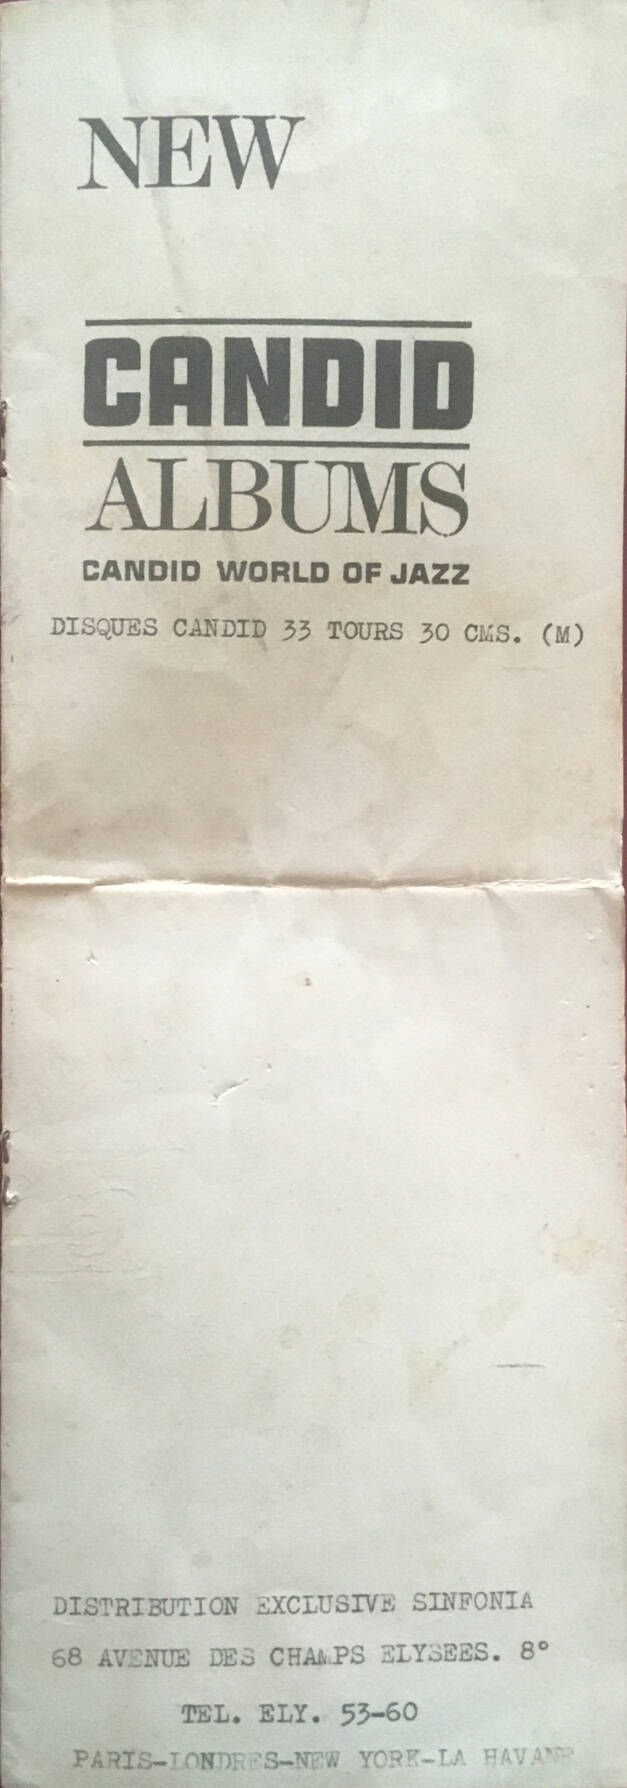 NEW
CANDID
ALBUMS
CANDID WORLD OF JAZZ
DISQUES CANDID 33 TOURS 30 CMS. (M)
DISTRIBUTION EXCLUSIVE SINFONIA
68 AVENUE DES CHAMPS ELYSEES. 8°
TEL. ELY. 53-60
PARIS-LONDRES-NEW YORK-LA HAVANE